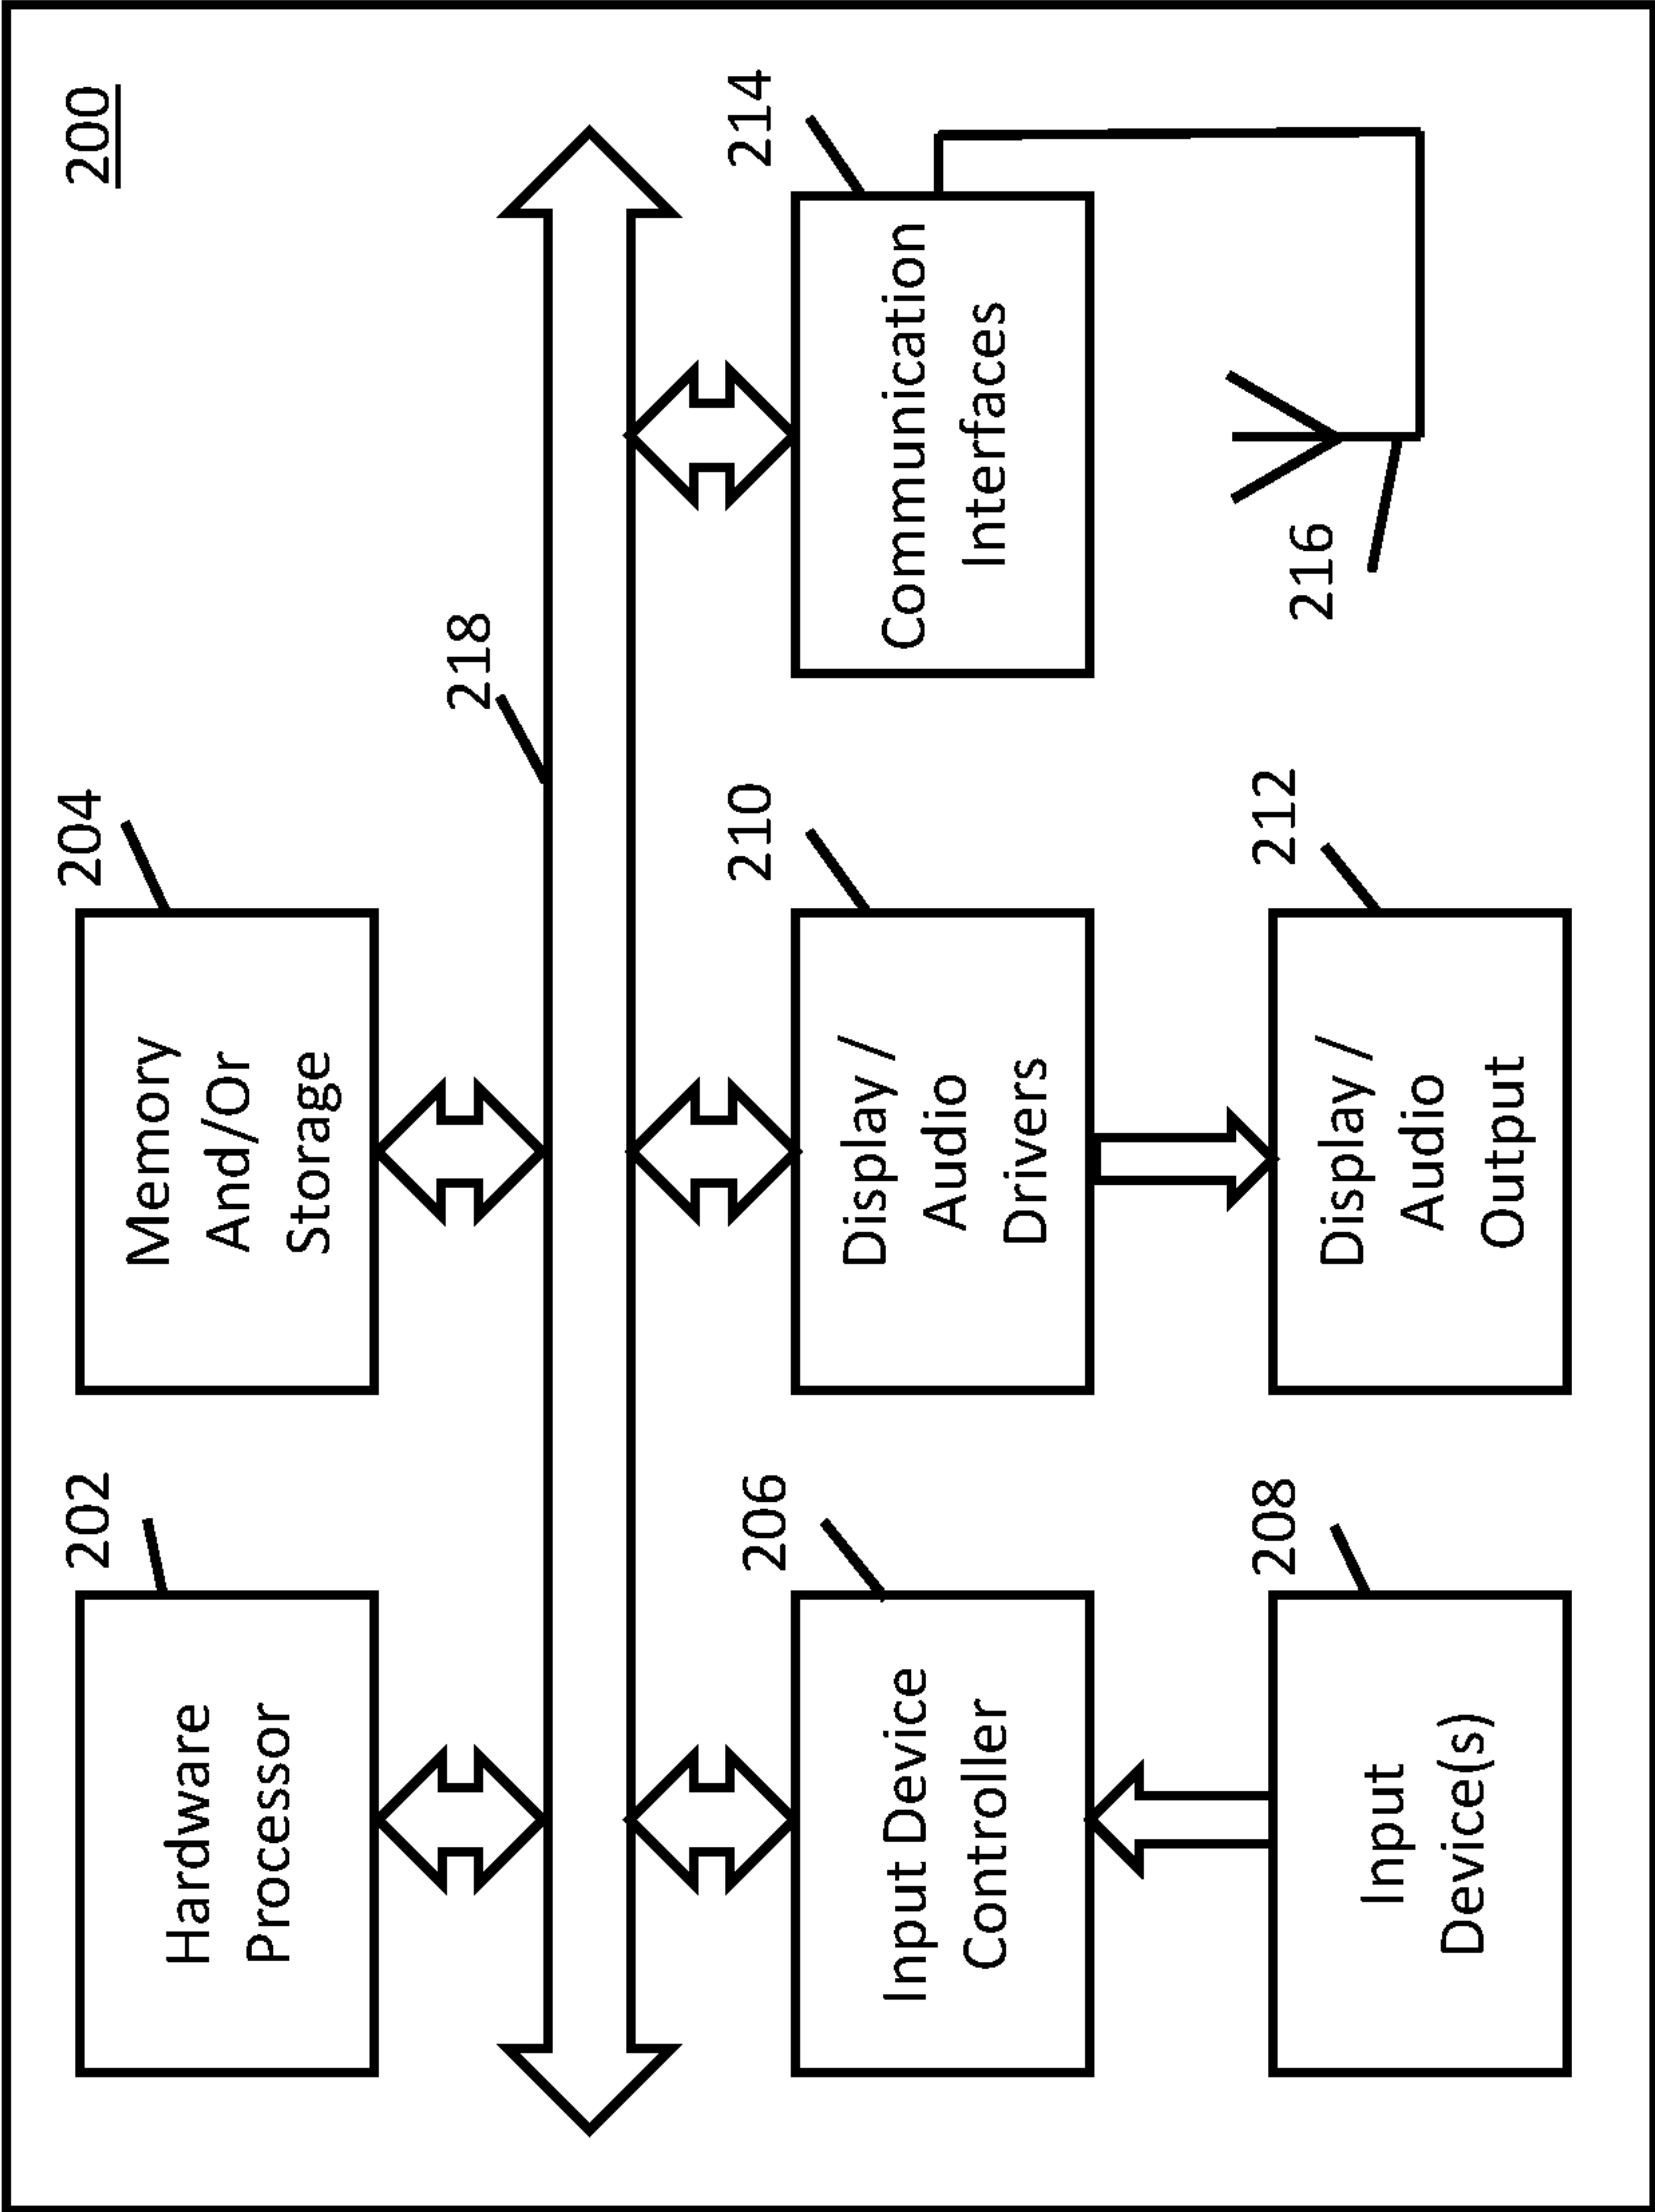 200
202
Hardware
Processor
204
Memory
And/Or
Storage
218
206
Input Device
Controller
210
Display /
Audio
Drivers
214
Communication
Interfaces
208
Input
Device(s)
212
Display /
Audio
Output
216